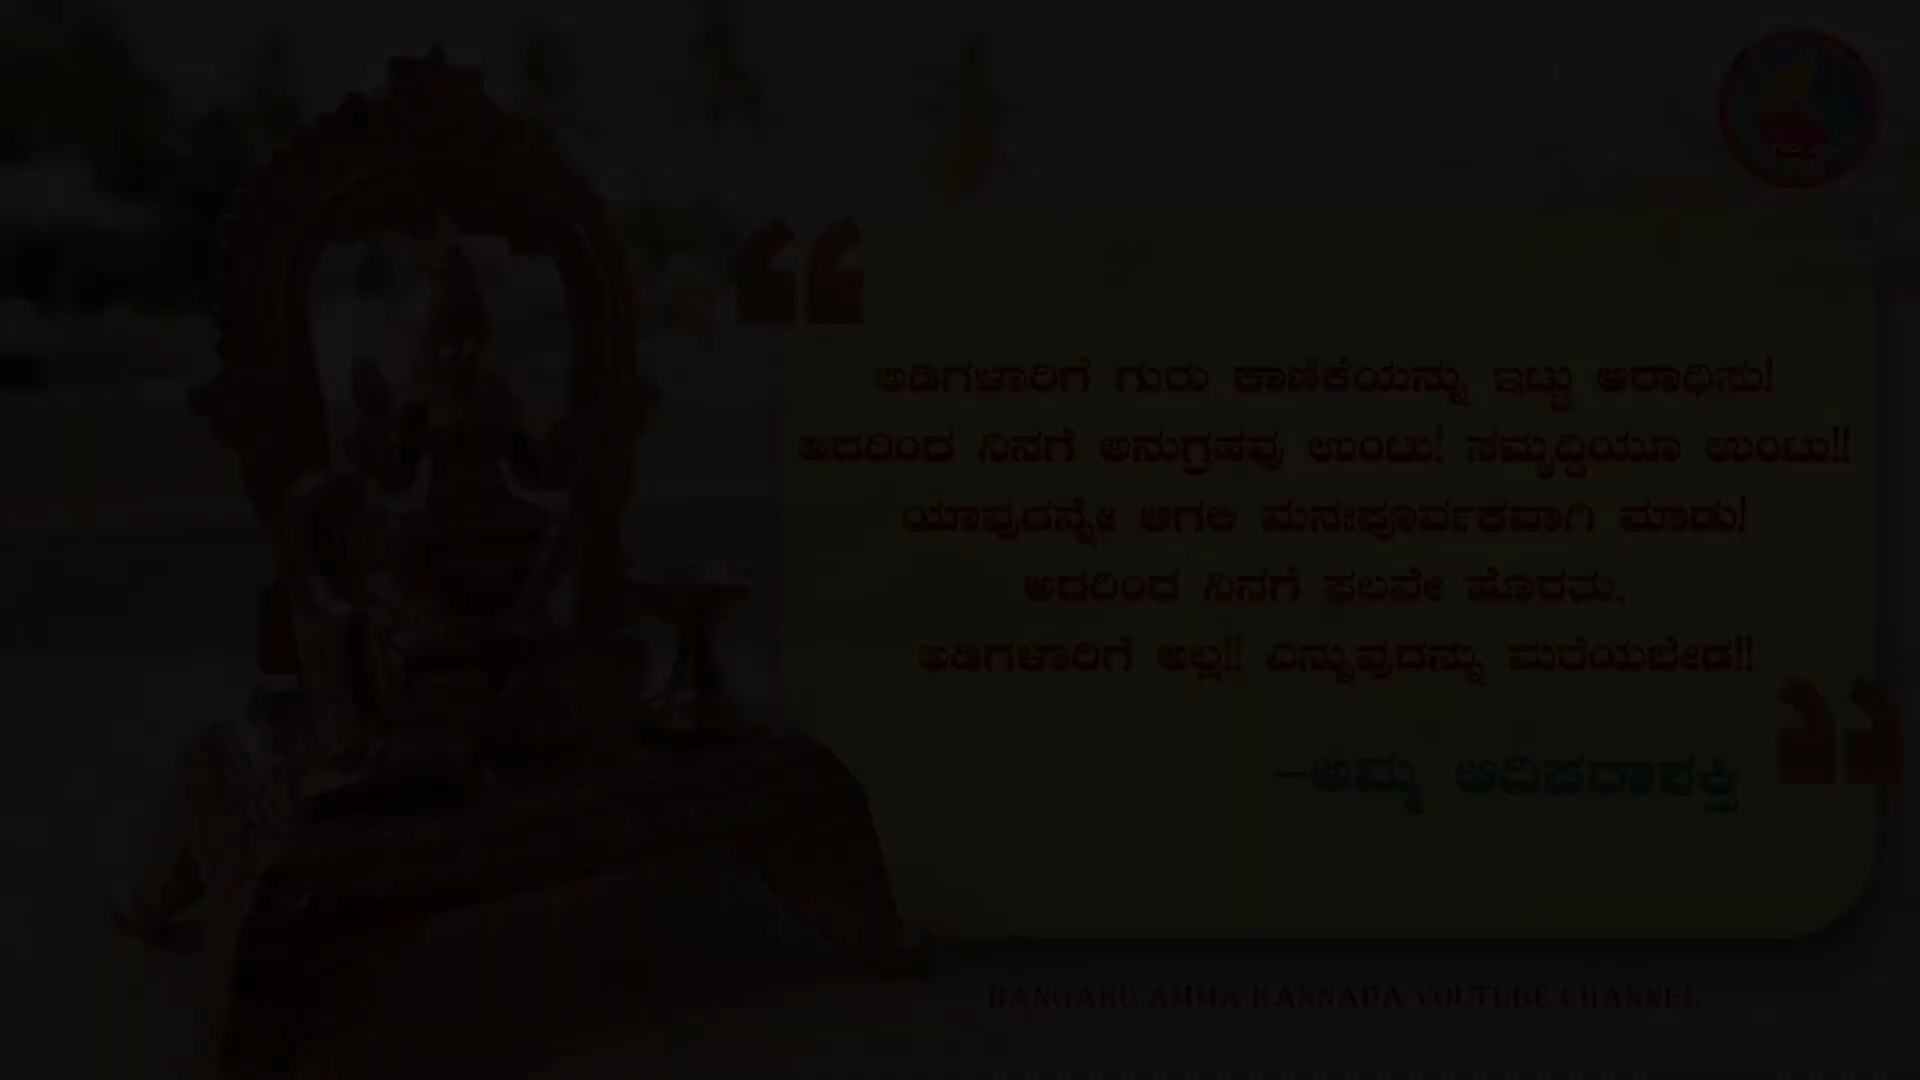 ಅಡಿಗಳಾರಿಗೆ ಗುರು ಕಾಣಿಕೆಯನ್ನು ಇಟ್ಟು ಆರಾಧಿಸು!
ಅದರಿಂದ ನಿನಗೆ ಅನುಗ್ರಹವು ಉಂಟು! ಸಮೃದ್ಧಿಯೂ ಉಂಟು!!
ಯಾವುದನ್ನೇ ಆಗಲಿ ಮನಃಪೂರ್ವಕವಾಗಿ ಮಾಡು!
ಅದರಿಂದ ನಿನಗೆ ಫಲವೇ ಹೊರತು,
ಅಡಿಗಳಾರಿಗೆ ಅಲ್ಲ!! ಎನ್ನುವುದನ್ನು ಮರೆಯಬೇಡ!!
–ಅಮ್ಮ ಆದಿಪರಾಶಕ್ತಿ
BANGARU AMMA KANNADA YOUTUBE CHANNEL